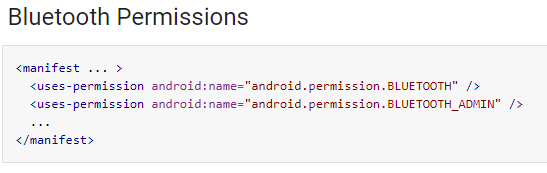 Bluetooth Permissions
<manifest ... >
  <uses-permission android:name="android.permission.BLUETOOTH" />
  <uses-permission android:name="android.permission.BLUETOOTH_ADMIN" />
  ...
</manifest>